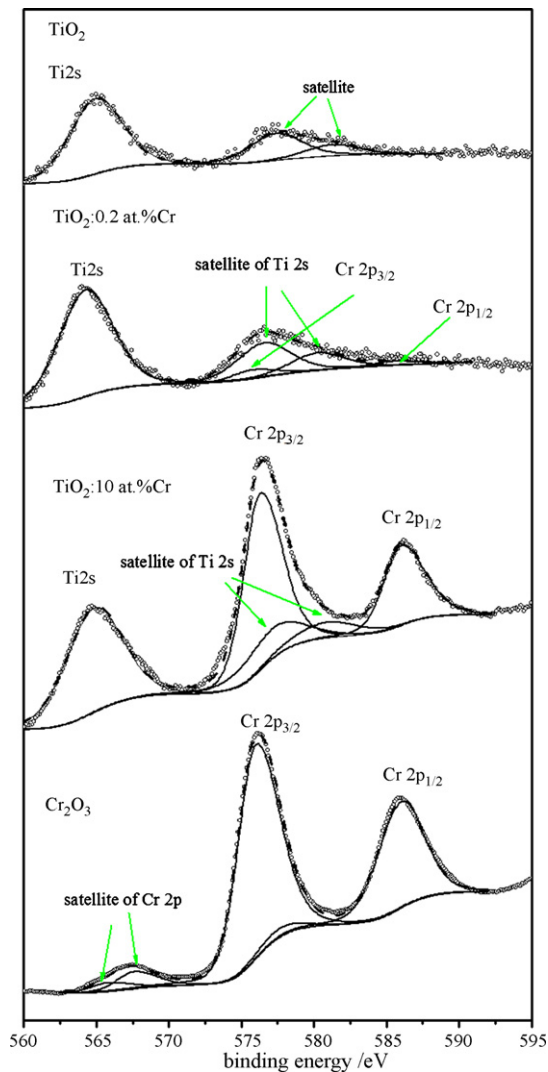 TiO₂
Ti2s
satellite
TiO₂:0.2 at.%Cr
Ti2s
satellite of Ti 2s
Cr 2p₃/₂
Cr 2p₁/₂
Cr 2p₃/₂
TiO₂:10 at.%Cr
Cr 2p₁/₂
satellite of Ti 2s
Ti2s
Cr 2p₃/₂
Cr 2p₁/₂
Cr₂O₃
satellite of Cr 2p
560 565 570 575 580 585 590 595
binding energy /eV